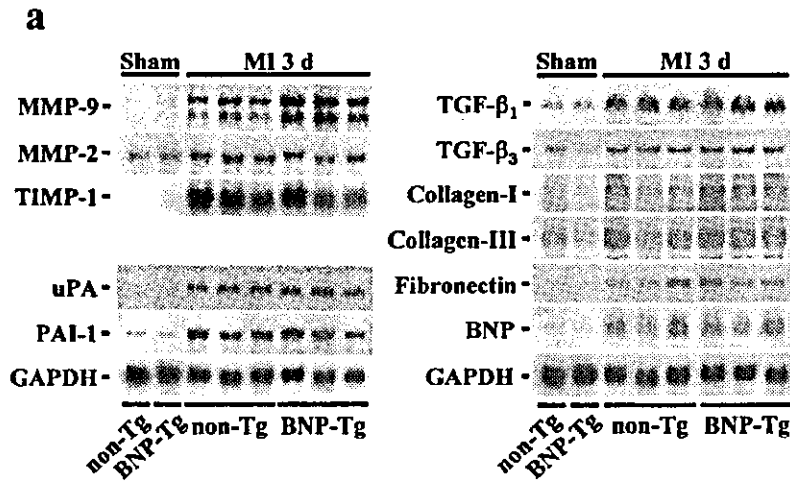 a
Sham MI 3 d
MMP-9
MMP-2
TIMP-1
uPA
PAI-1
GAPDH
non-Tg BNP-Tg non-Tg BNP-Tg
Sham MI 3 d
TGF-β1
TGF-β3
Collagen-I
Collagen-III
Fibronectin
BNP
GAPDH
non-Tg BNP-Tg non-Tg BNP-Tg